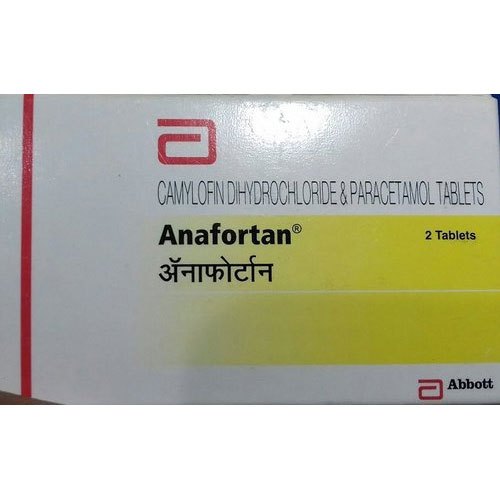 CAMYLOFIN DIHYDROCHLORIDE & PARACETAMOL TABLETS
Anafortan®
2 Tablets
ॲनाफोर्टान
Abbott